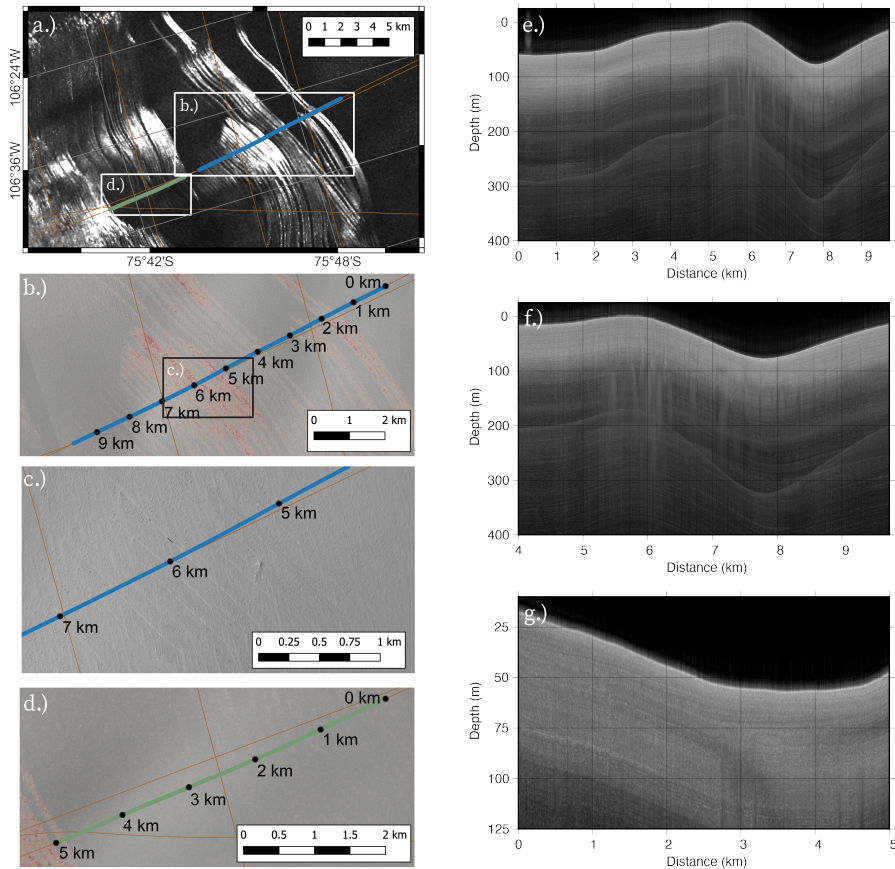 a.)
0 1 2 3 4 5 km
106°24'W
106°36'W
b.)
d.)
75°42'S
75°48'S
b.)
0 km
1 km
2 km
3 km
4 km
5 km
6 km
7 km
8 km
9 km
c.)
0 1 2 km
c.)
5 km
6 km
7 km
0 0.25 0.5 0.75 1 km
d.)
0 km
1 km
2 km
3 km
4 km
5 km
0 0.5 1 1.5 2 km
e.)
Depth (m)
0
100
200
300
400
0 1 2 3 4 5 6 7 8 9
Distance (km)
f.)
Depth (m)
0
100
200
300
400
4 5 6 7 8 9
Distance (km)
g.)
Depth (m)
25
50
75
100
125
0 1 2 3 4 5
Distance (km)